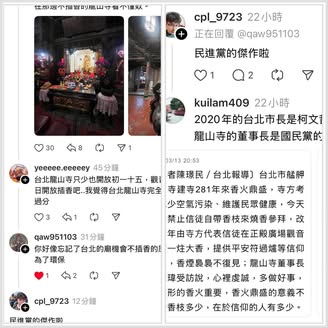 在那邊不插香的龍山寺看不懂欸。
30
8
yeeeee.eeeeey 45分鐘
台北龍山寺只少也開放初一十五，觀
日開放插香吧..我覺得台北龍山寺完全
過分
3
1
qaw951103 31分鐘
你好像忘記了台北的廟機會不插香的
為了環保
1
2
cpl_9723 12分鐘
民進黨的傑作啦
cpl_9723 22小時
正在回覆 @qaw951103
民進黨的傑作啦
1
2
kuilam409 22小時
2020年的台北市長是柯文
龍山寺的董事長是國民黨的
03/13 20:53
者陳璟民／台北報導〕台北市艋舺
寺建寺281年來香火鼎盛，寺方考
少空氣污染、維護民眾健康，今天
禁止信徒自帶香枝來燒香參拜，改
年由寺方代表信徒在正殿廣場觀音
一炷大香，提供平安符過爐等信仰
，香煙裊裊不復見；龍山寺董事長
瑋受訪說，心裡虔誠，多做好事，
形的香火重要，香火鼎盛的意義不
香枝多少，在於信仰的人有多少。